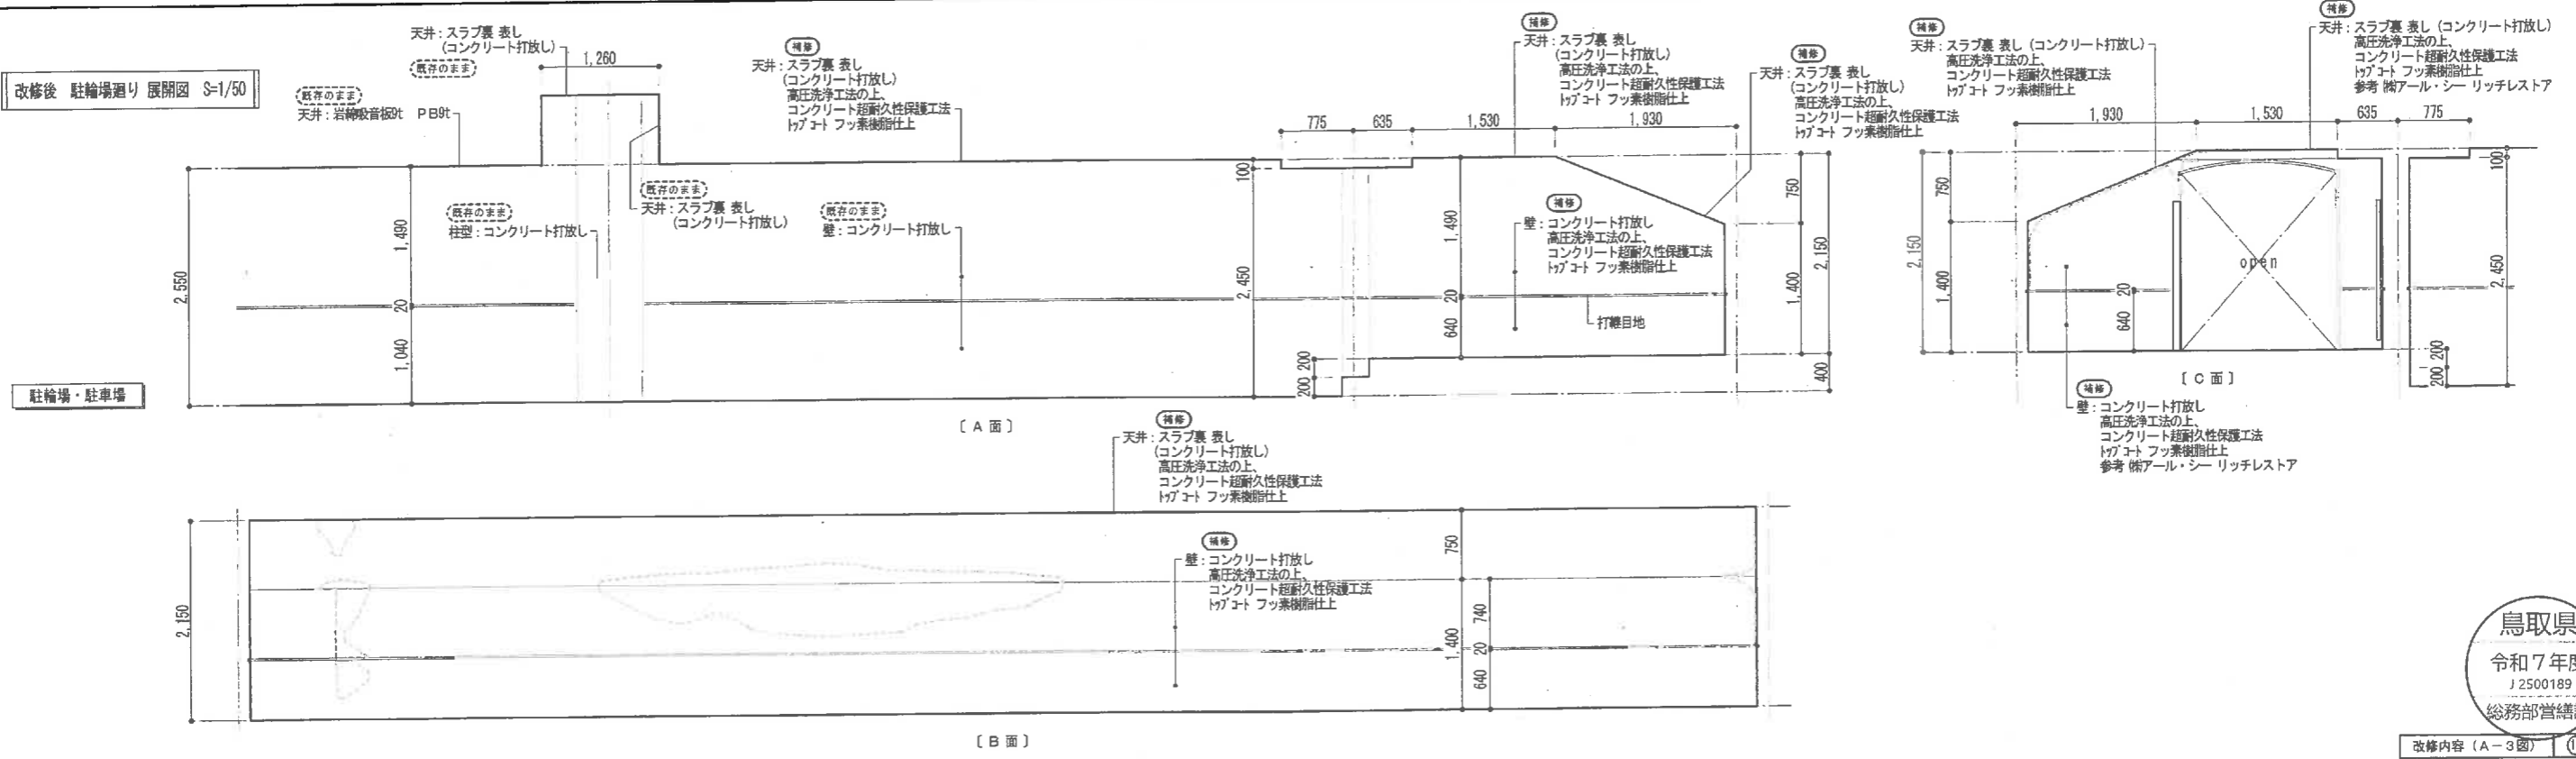 改修後 駐輪場廻り 展開図 S=1/50
駐輪場・駐車場
天井：スラブ裏 表し
(コンクリート打放し)
既存のまま
1,260
既存のまま
天井：岩綿吸音板9t PB9t
補修
天井：スラブ裏 表し
(コンクリート打放し)
高圧洗浄工法の上、
コンクリート超耐久性保護工法
トップコート フッ素樹脂仕上
既存のまま
天井：スラブ裏 表し
(コンクリート打放し)
既存のまま
柱型：コンクリート打放し
既存のまま
壁：コンクリート打放し
2,550
1,490
20
1,040
100
2,450
200
200
775
635
1,530
1,930
補修
天井：スラブ裏 表し
(コンクリート打放し)
高圧洗浄工法の上、
コンクリート超耐久性保護工法
トップコート フッ素樹脂仕上
補修
天井：スラブ裏 表し
(コンクリート打放し)
高圧洗浄工法の上、
コンクリート超耐久性保護工法
トップコート フッ素樹脂仕上
補修
壁：コンクリート打放し
高圧洗浄工法の上、
コンクリート超耐久性保護工法
トップコート フッ素樹脂仕上
打継目地
1,490
20
640
750
1,400
2,150
400
〔A面〕
補修
天井：スラブ裏 表し (コンクリート打放し)
高圧洗浄工法の上、
コンクリート超耐久性保護工法
トップコート フッ素樹脂仕上
補修
天井：スラブ裏 表し (コンクリート打放し)
高圧洗浄工法の上、
コンクリート超耐久性保護工法
トップコート フッ素樹脂仕上
参考 ㈱アール・シー リッチレストア
1,930
1,530
635
775
2,150
750
1,400
20
640
open
100
2,450
200
200
〔C面〕
補修
壁：コンクリート打放し
高圧洗浄工法の上、
コンクリート超耐久性保護工法
トップコート フッ素樹脂仕上
参考 ㈱アール・シー リッチレストア
補修
天井：スラブ裏 表し
(コンクリート打放し)
高圧洗浄工法の上、
コンクリート超耐久性保護工法
トップコート フッ素樹脂仕上
補修
壁：コンクリート打放し
高圧洗浄工法の上、
コンクリート超耐久性保護工法
トップコート フッ素樹脂仕上
2,150
750
1,400
740
20
640
〔B面〕
鳥取県
令和7年度
J2500189
総務部営繕
改修内容（A－3図）